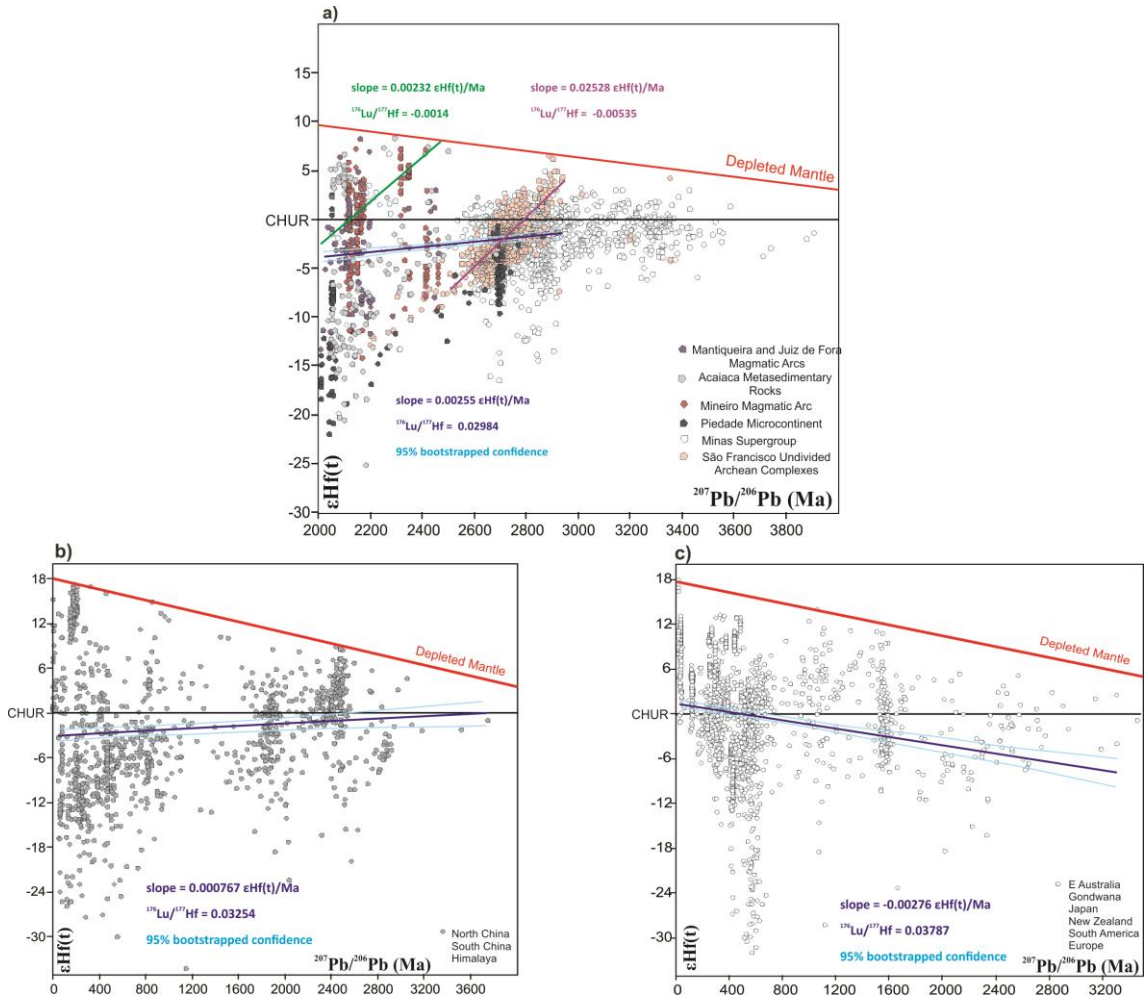 a)
slope = 0.00232 εHf(t)/Ma
¹⁷⁶Lu/¹⁷⁷Hf = -0.0014
slope = 0.02528 εHf(t)/Ma
¹⁷⁶Lu/¹⁷⁷Hf = -0.00535
15
10
5
CHUR
-5
-10
-15
-20
-25
-30
Depleted Mantle
slope = 0.00255 εHf(t)/Ma
¹⁷⁶Lu/¹⁷⁷Hf = 0.02984
95% bootstrapped confidence
Mantiqueira and Juiz de Fora
Magmatic Arcs
Acaiaca Metasedimentary
Rocks
Mineiro Magmatic Arc
Piedade Microcontinent
Minas Supergroup
São Francisco Undivided
Archean Complexes
εHf(t)
²⁰⁷Pb/²⁰⁶Pb (Ma)
2000 2200 2400 2600 2800 3000 3200 3400 3600 3800
b)
18
12
6
CHUR
-6
-12
-18
-24
-30
Depleted Mantle
slope = 0.000767 εHf(t)/Ma
¹⁷⁶Lu/¹⁷⁷Hf = 0.03254
95% bootstrapped confidence
North China
South China
Himalaya
εHf(t)
²⁰⁷Pb/²⁰⁶Pb (Ma)
0 400 800 1200 1600 2000 2400 2800 3200 3600
c)
18
12
6
CHUR
-6
-12
-18
-24
-30
Depleted Mantle
slope = -0.00276 εHf(t)/Ma
¹⁷⁶Lu/¹⁷⁷Hf = 0.03787
95% bootstrapped confidence
E Australia
Gondwana
Japan
New Zealand
South America
Europe
εHf(t)
²⁰⁷Pb/²⁰⁶Pb (Ma)
0 400 800 1200 1600 2000 2400 2800 3200